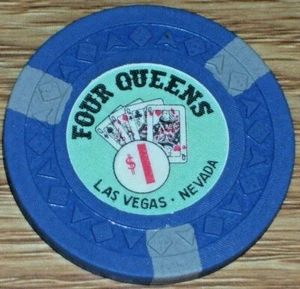 FOUR QUEENS
$1
LAS VEGAS · NEVADA